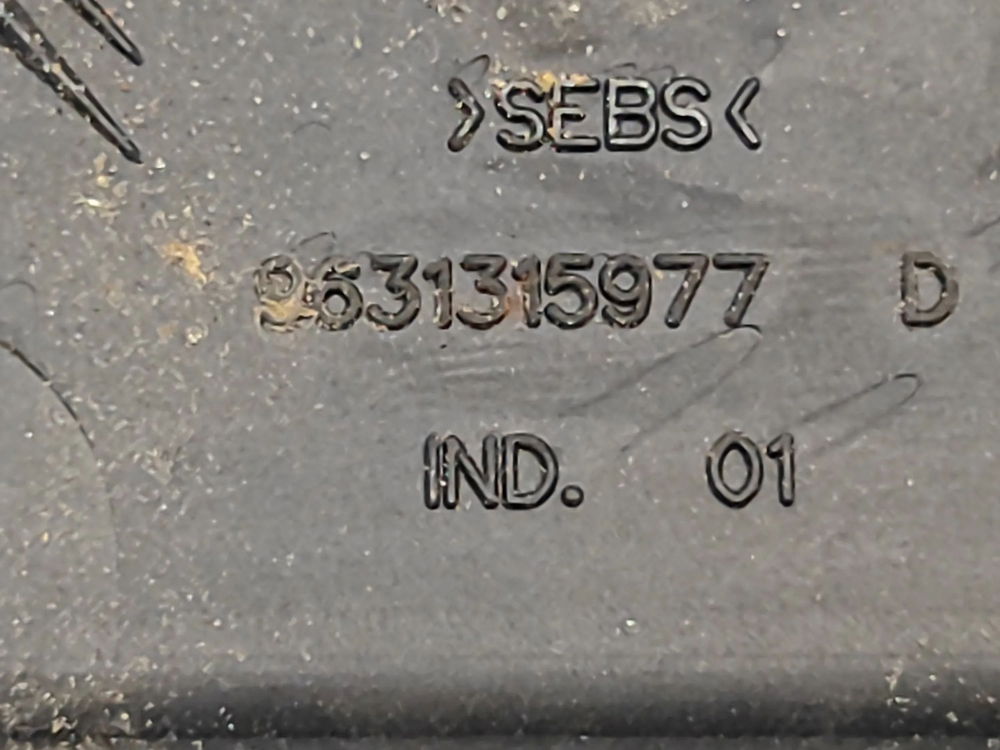 >SEBS<
9631315977 D
IND. 01